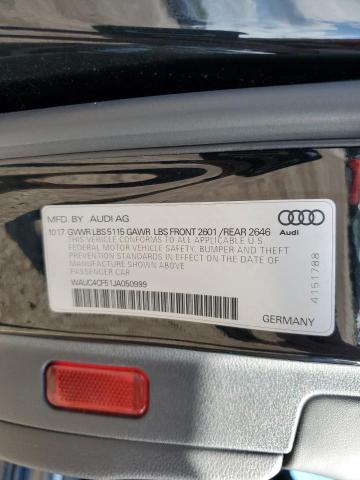 MFD. BY AUDI AG
10 17 GVWR LBS 5115 GAWR LBS FRONT 2601 / REAR 2646
THIS VEHICLE CONFORMS TO ALL APPLICABLE U.S.
FEDERAL MOTOR VEHICLE SAFETY, BUMPER AND THEFT
PREVENTION STANDARDS IN EFFECT ON THE DATE OF
MANUFACTURE SHOWN ABOVE.
PASSENGER CAR
WAUC4CF51JA050999
Audi
4151788
GERMANY